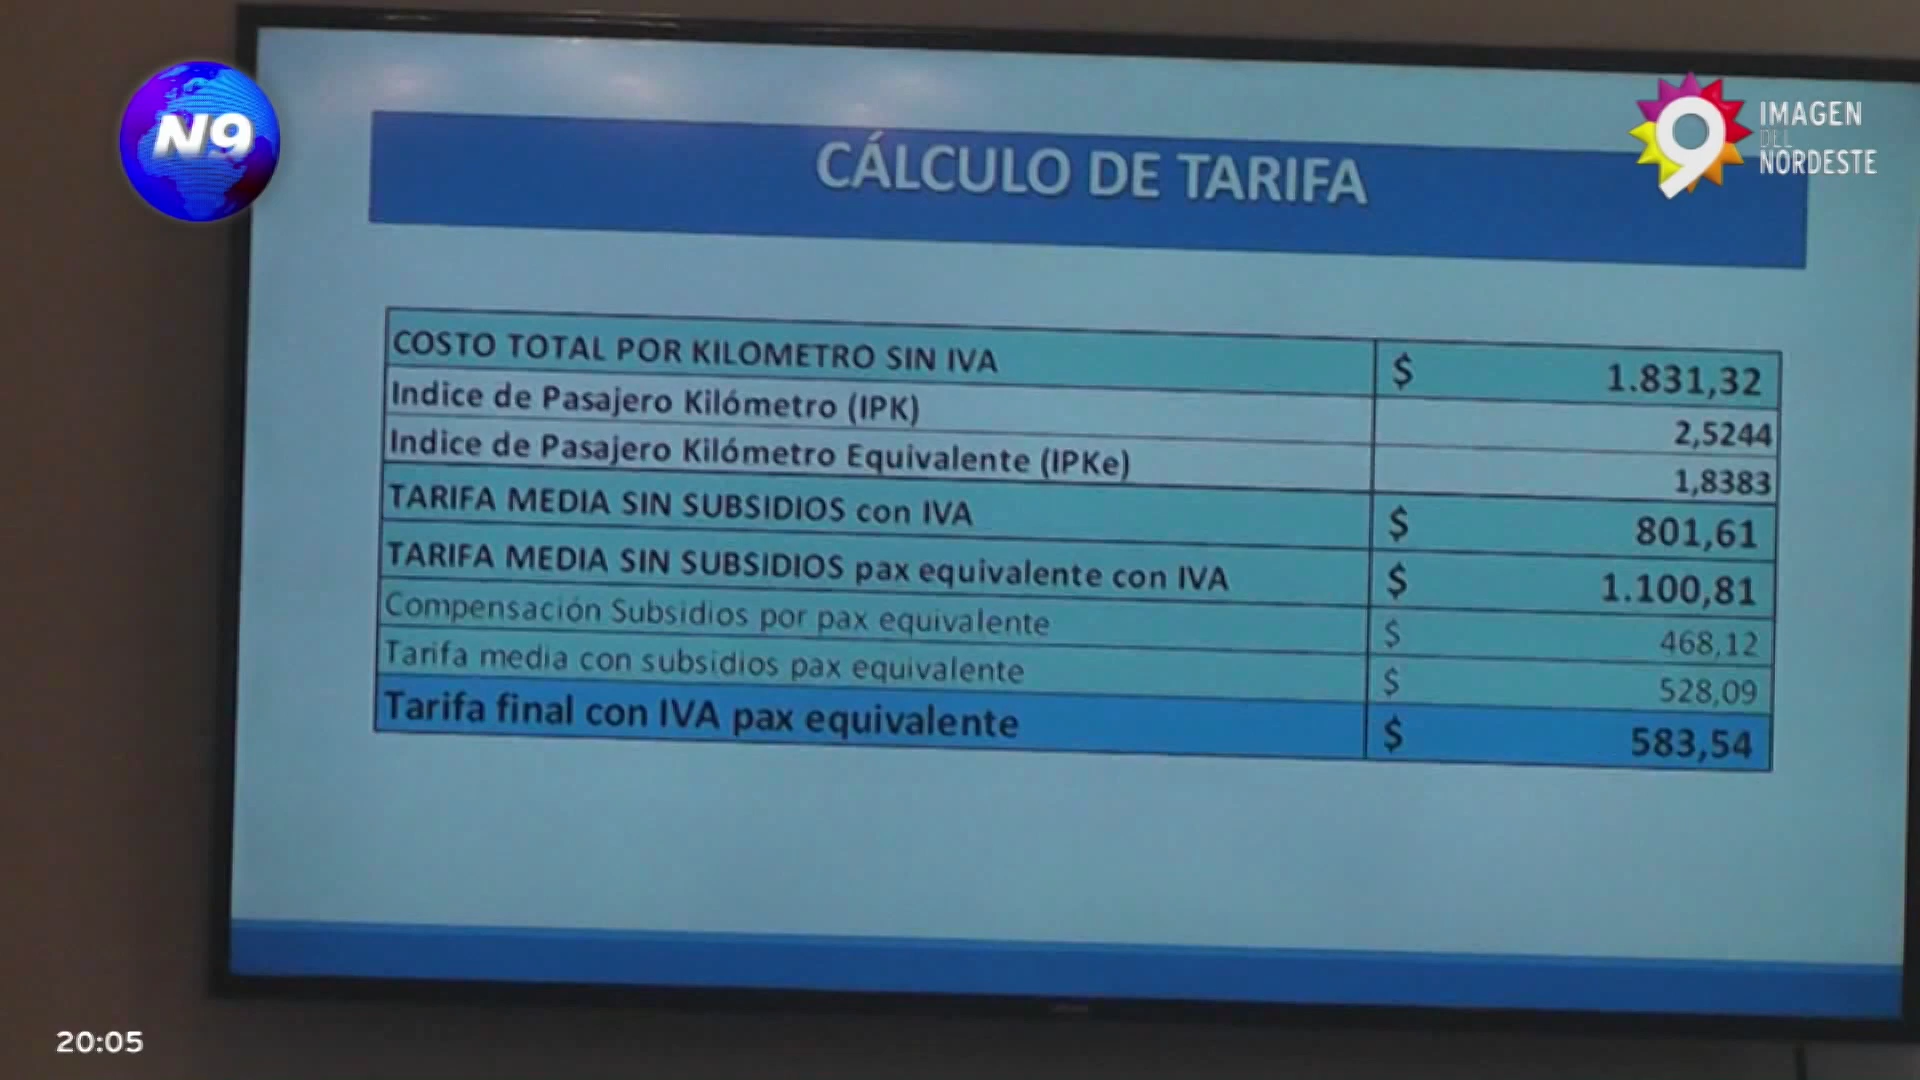 N9
IMAGEN
DEL
NORDESTE
CÁLCULO DE TARIFA
COSTO TOTAL POR KILOMETRO SIN IVA $ 1.831,32
Indice de Pasajero Kilómetro (IPK) 2,5244
Indice de Pasajero Kilómetro Equivalente (IPKe) 1,8383
TARIFA MEDIA SIN SUBSIDIOS con IVA $ 801,61
TARIFA MEDIA SIN SUBSIDIOS pax equivalente con IVA $ 1.100,81
Compensación Subsidios por pax equivalente $ 468,12
Tarifa media con subsidios pax equivalente $ 528,09
Tarifa final con IVA pax equivalente $ 583,54
20:05